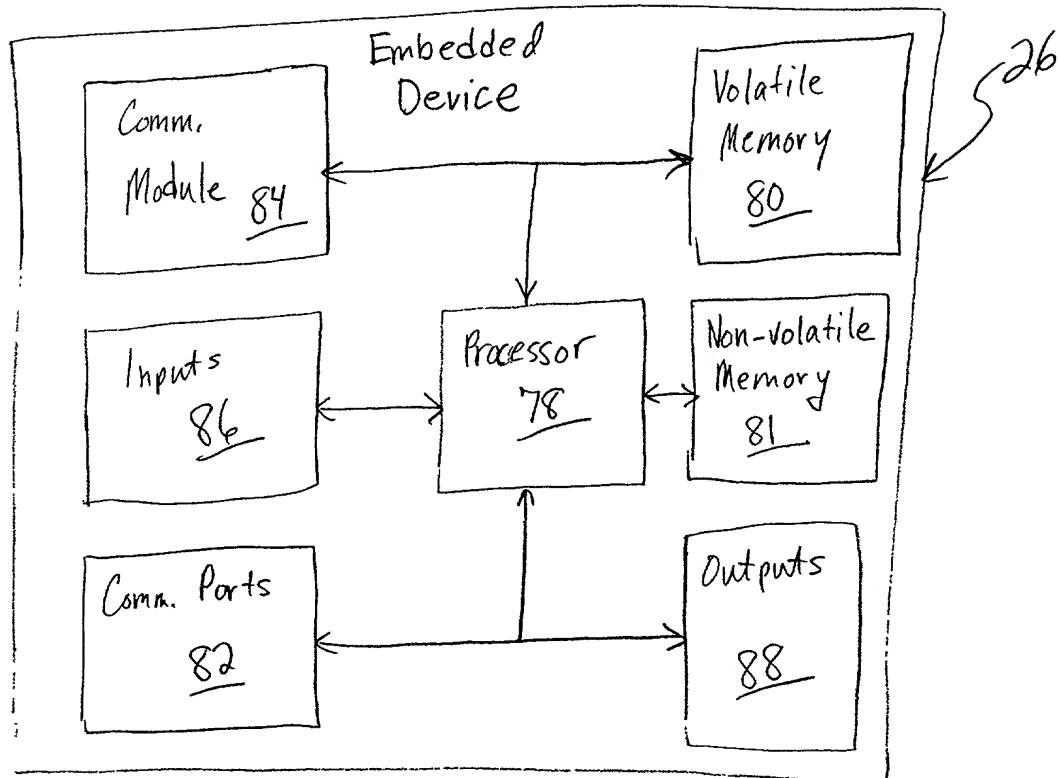 Embedded
Device
26
Comm.
Module 84
Volatile
Memory
80
Inputs
86
Processor
78
Non-volatile
Memory
81
Comm. Ports
82
Outputs
88